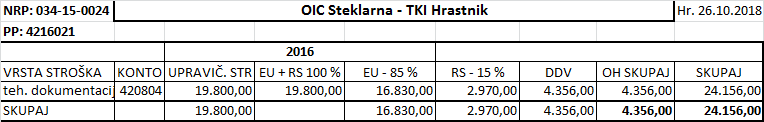 NRP: 034-15-0024 OIC Steklarna - TKI Hrastnik Hr. 26.10.2018
PP: 4216021
2016
VRSTA STROŠKA KONTO UPRAVIČ. STR EU + RS 100 % EU - 85 % RS - 15 % DDV OH SKUPAJ SKUPAJ
teh. dokumentacij 420804 19.800,00 19.800,00 16.830,00 2.970,00 4.356,00 4.356,00 24.156,00
SKUPAJ 19.800,00 16.830,00 2.970,00 4.356,00 4.356,00 24.156,00